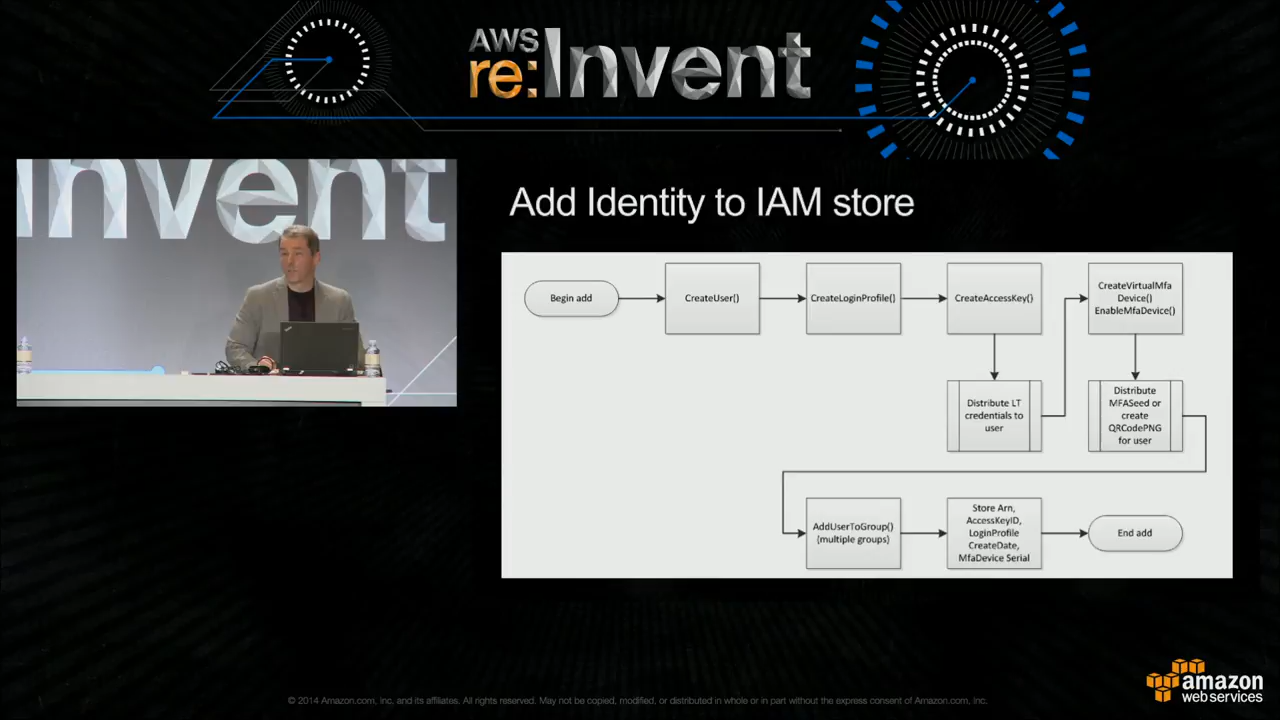 AWS
re:Invent
Invent
Add Identity to IAM store
Begin add
CreateUser()
CreateLoginProfile()
CreateAccessKey()
CreateVirtualMfa
Device()
EnableMfaDevice()
Distribute LT
credentials to
user
Distribute
MFASeed or
create
QRCodePNG
for user
AddUserToGroup()
(multiple groups)
Store Arn,
AccessKeyID,
LoginProfile
CreateDate,
MfaDevice Serial
End add
© 2014 Amazon.com, inc, and its affiliates. All rights reserved. May not be copied, modified, or distributed in whole or in part without the express consent of Amazon.com, inc.
amazon
web services